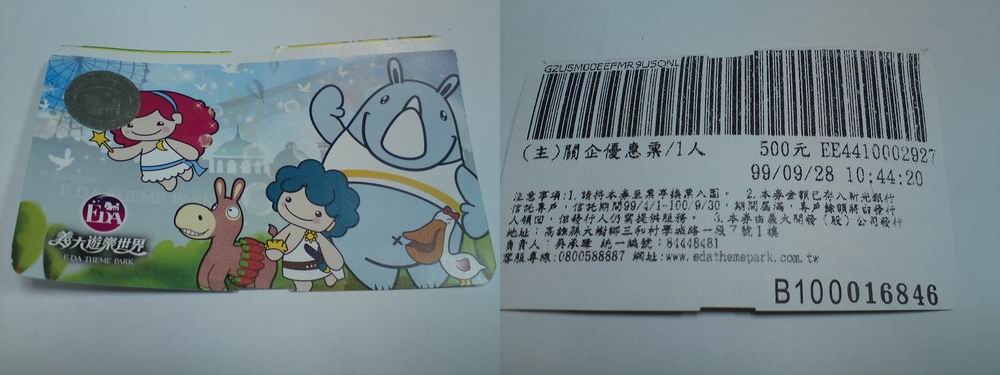 EDA
義大遊樂世界
E-DA THEME PARK
G2U5M00EEFMR9USONL
(主)關企優惠票/1人 500元 EE4410002927
99/09/28 10:44:20
注意事項:1.請將本券至票亭換票入園。 2.本券金額已存入新光銀行
信託專戶,信託期間99/4/1-100/9/30,期間屆滿,專戶餘額將由發行
人領回,但發行人仍需提供服務。 3.本券由義大開發(股)公司發行
地址:高雄縣大樹鄉三和村學城路一段7號1樓
負責人:吳承璋 統一編號:84448481
客服專線:0800588887 網址:www.edathemepark.com.tw
B100016846